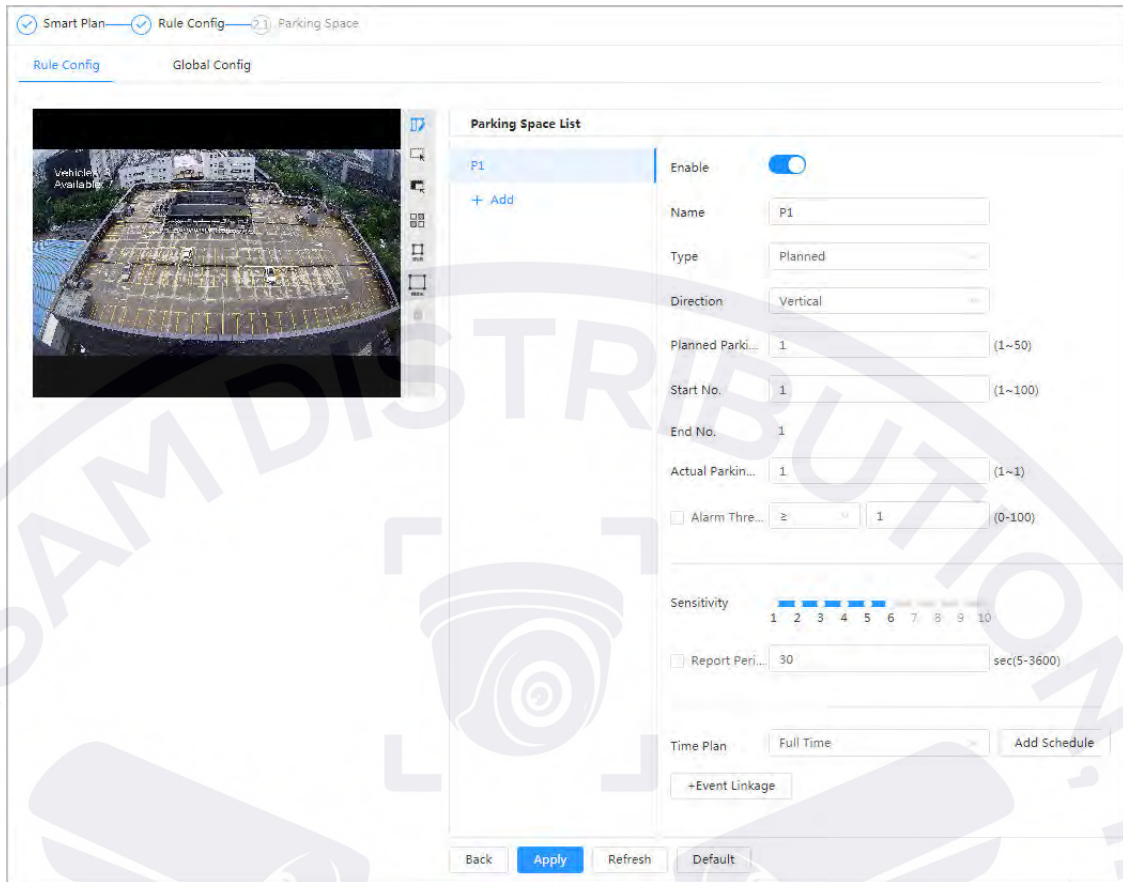 Smart Plan Rule Config 2.1 Parking Space
Rule Config Global Config
Vehicles:
Available:
Parking Space List
P1
+ Add
Enable
Name P1
Type Planned
Direction Vertical
Planned Parki... 1 (1~50)
Start No. 1 (1~100)
End No. 1
Actual Parkin... 1 (1~1)
Alarm Thre... ≥ 1 (0-100)
Sensitivity
1 2 3 4 5 6 7 8 9 10
Report Peri... 30 sec(5-3600)
Time Plan Full Time Add Schedule
+Event Linkage
Back Apply Refresh Default
SAM DISTRIBUTION,